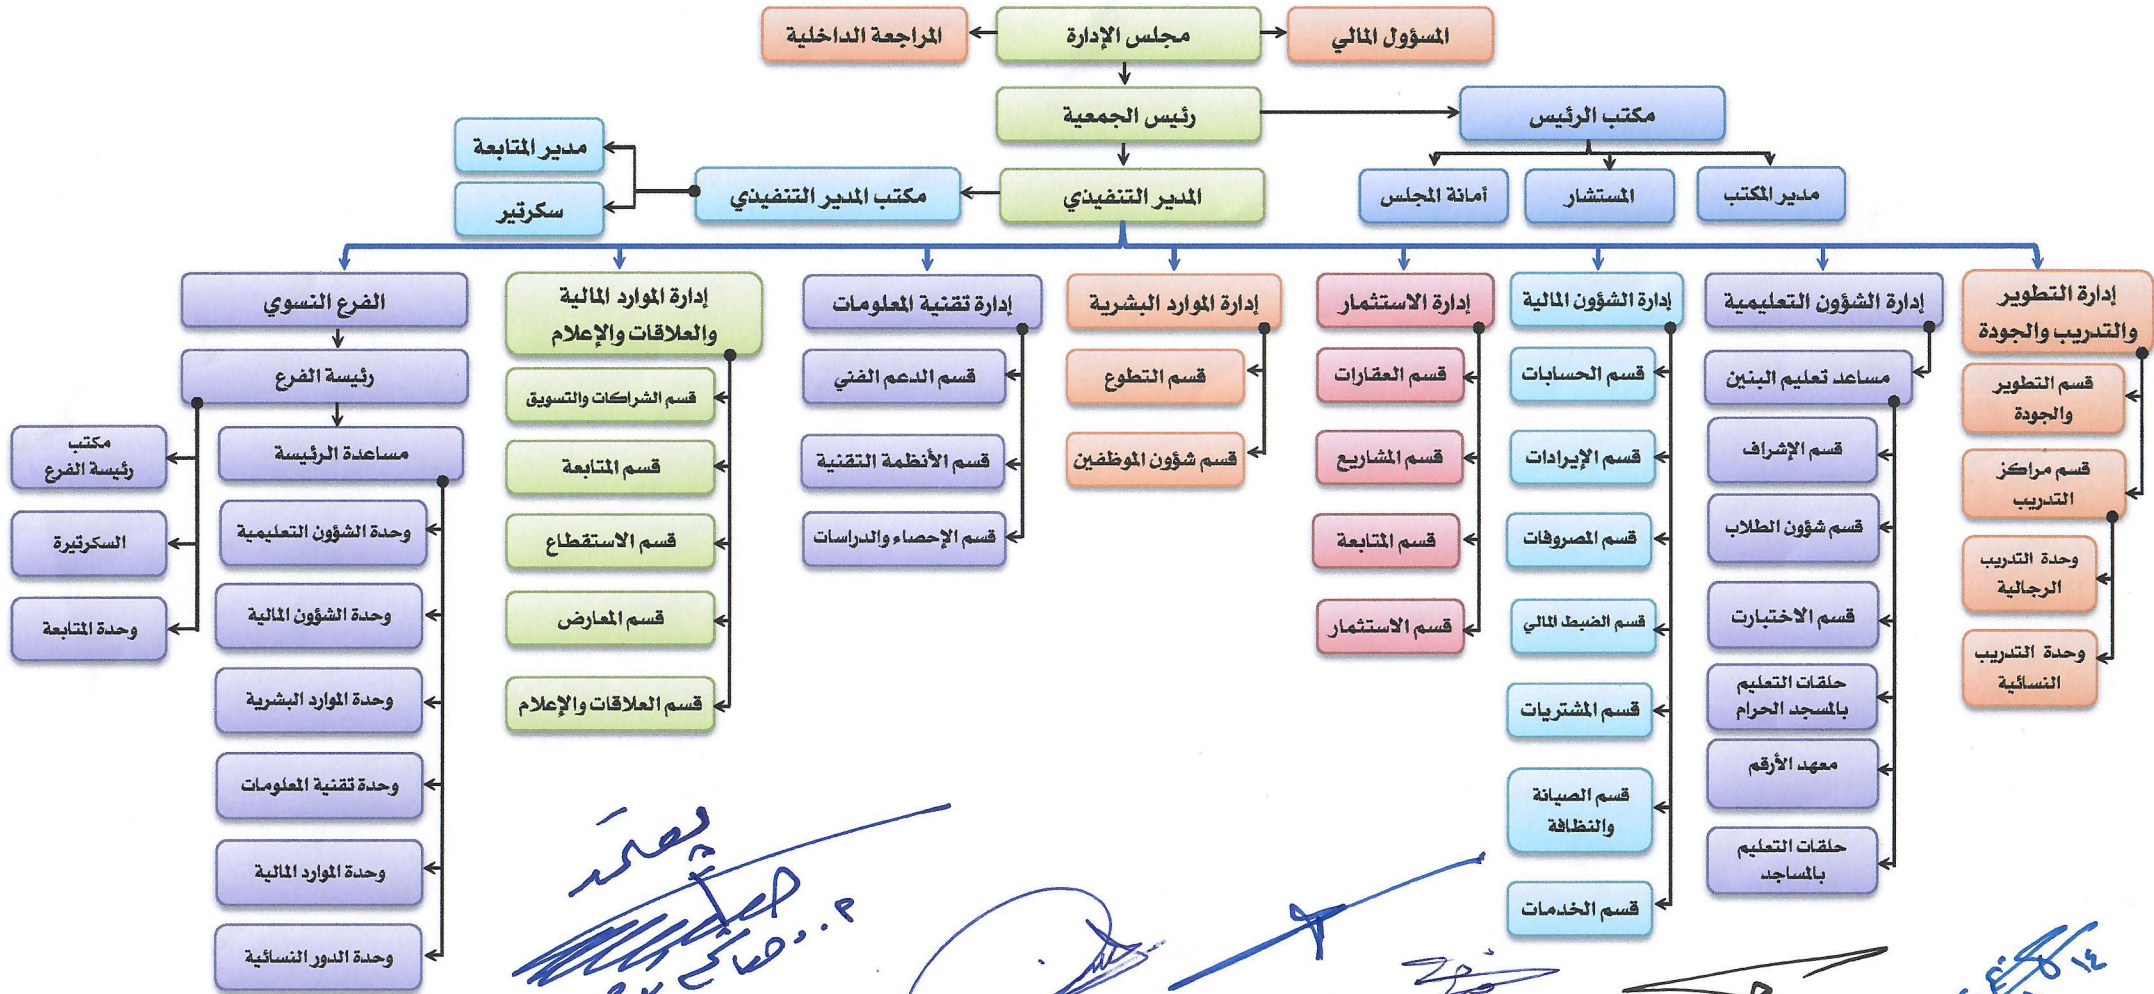 المسؤول المالي
مجلس الإدارة
المراجعة الداخلية
مكتب الرئيس
رئيس الجمعية
مدير المكتب
المستشار
أمانة المجلس
المدير التنفيذي
مكتب المدير التنفيذي
مدير المتابعة
سكرتير
إدارة التطوير
والتدريب والجودة
قسم التطوير
والجودة
قسم مراكز
التدريب
وحدة التدريب
الرجالية
وحدة التدريب
النسائية
إدارة الشؤون التعليمية
مساعد تعليم البنين
قسم الإشراف
قسم شؤون الطلاب
قسم الاختبارت
حلقات التعليم
بالمسجد الحرام
معهد الأرقم
حلقات التعليم
بالمساجد
إدارة الشؤون المالية
قسم الحسابات
قسم الإيرادات
قسم المصروفات
قسم الضبط المالي
قسم المشتريات
قسم الصيانة
والنظافة
قسم الخدمات
إدارة الاستثمار
قسم العقارات
قسم المشاريع
قسم المتابعة
قسم الاستثمار
إدارة الموارد البشرية
قسم التطوع
قسم شؤون الموظفين
إدارة تقنية المعلومات
قسم الدعم الفني
قسم الأنظمة التقنية
قسم الإحصاء والدراسات
إدارة الموارد المالية
والعلاقات والإعلام
قسم الشراكات والتسويق
قسم المتابعة
قسم الاستقطاع
قسم المعارض
قسم العلاقات والإعلام
الفرع النسوي
رئيسة الفرع
مساعدة الرئيسة
وحدة الشؤون التعليمية
وحدة الشؤون المالية
وحدة الموارد البشرية
وحدة تقنية المعلومات
وحدة الموارد المالية
وحدة الدور النسائية
مكتب
رئيسة الفرع
السكرتيرة
وحدة المتابعة
يعتمد